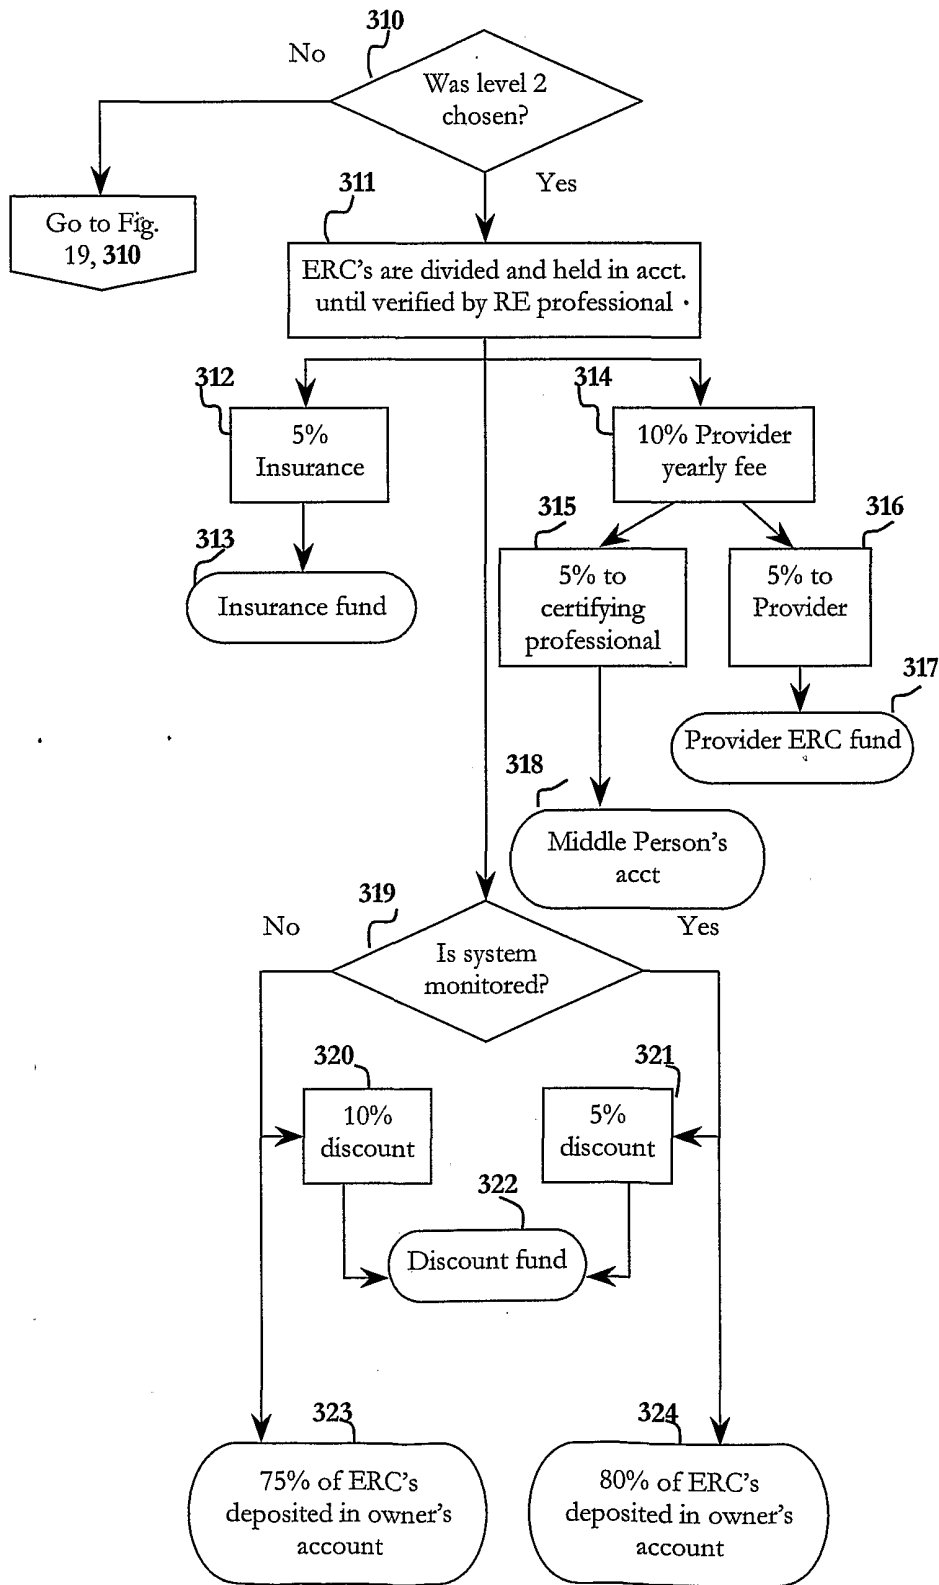 310
No
Was level 2
chosen?
Yes
Go to Fig.
19, 310
311
ERC's are divided and held in acct.
until verified by RE professional
312
5%
Insurance
313
Insurance fund
314
10% Provider
yearly fee
315
5% to
certifying
professional
316
5% to
Provider
317
Provider ERC fund
318
Middle Person's
acct
319
No
Yes
Is system
monitored?
320
10%
discount
321
5%
discount
322
Discount fund
323
75% of ERC's
deposited in owner's
account
324
80% of ERC's
deposited in owner's
account